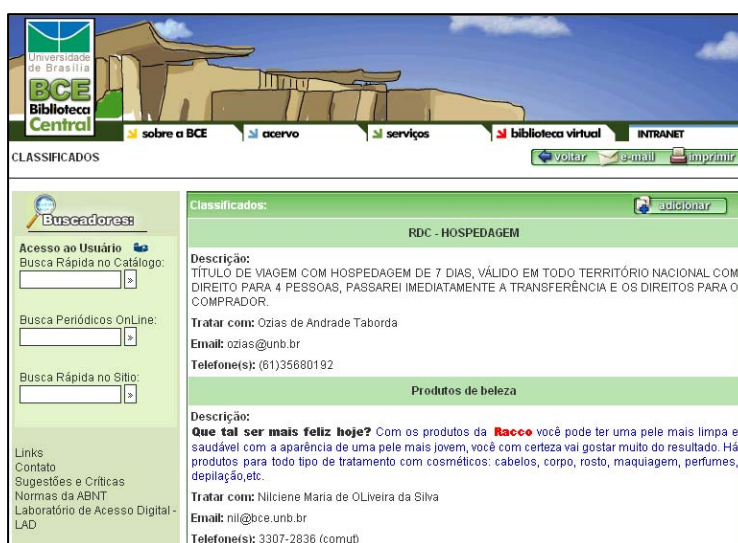 Universidade
de Brasília
BCE
Biblioteca
Central
sobre a BCE
acervo
serviços
biblioteca virtual
INTRANET
CLASSIFICADOS
voltar
e-mail
imprimir
Buscadores:
Acesso ao Usuário
Busca Rápida no Catálogo:
»
Busca Periódicos OnLine:
»
Busca Rápida no Sitio:
»
Links
Contato
Sugestões e Críticas
Normas da ABNT
Laboratório de Acesso Digital -
LAD
Classificados:
adicionar
RDC - HOSPEDAGEM
Descrição:
TÍTULO DE VIAGEM COM HOSPEDAGEM DE 7 DIAS, VÁLIDO EM TODO TERRITÓRIO NACIONAL COM
DIREITO PARA 4 PESSOAS, PASSAREI IMEDIATAMENTE A TRANSFERÊNCIA E OS DIREITOS PARA O
COMPRADOR.
Tratar com: Ozias de Andrade Taborda
Email: ozias@unb.br
Telefone(s): (61)35680192
Produtos de beleza
Descrição:
Que tal ser mais feliz hoje? Com os produtos da Racco você pode ter uma pele mais limpa e
saudável com a aparência de uma pele mais jovem, você com certeza vai gostar muito do resultado. Há
produtos para todo tipo de tratamento com cosméticos: cabelos, corpo, rosto, maquiagem, perfumes,
depilação,etc.
Tratar com: Nilciene Maria de OLiveira da Silva
Email: nil@bce.unb.br
Telefone(s): 3307-2836 (comut)